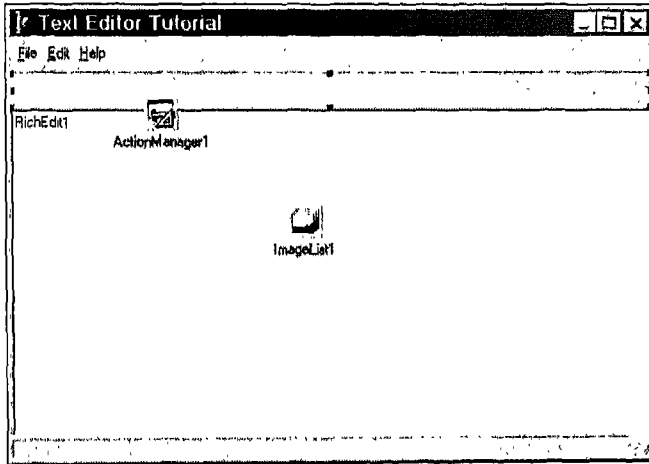 Text Editor Tutorial
File Edit Help
RichEdit1
ActionManager1
ImageList1